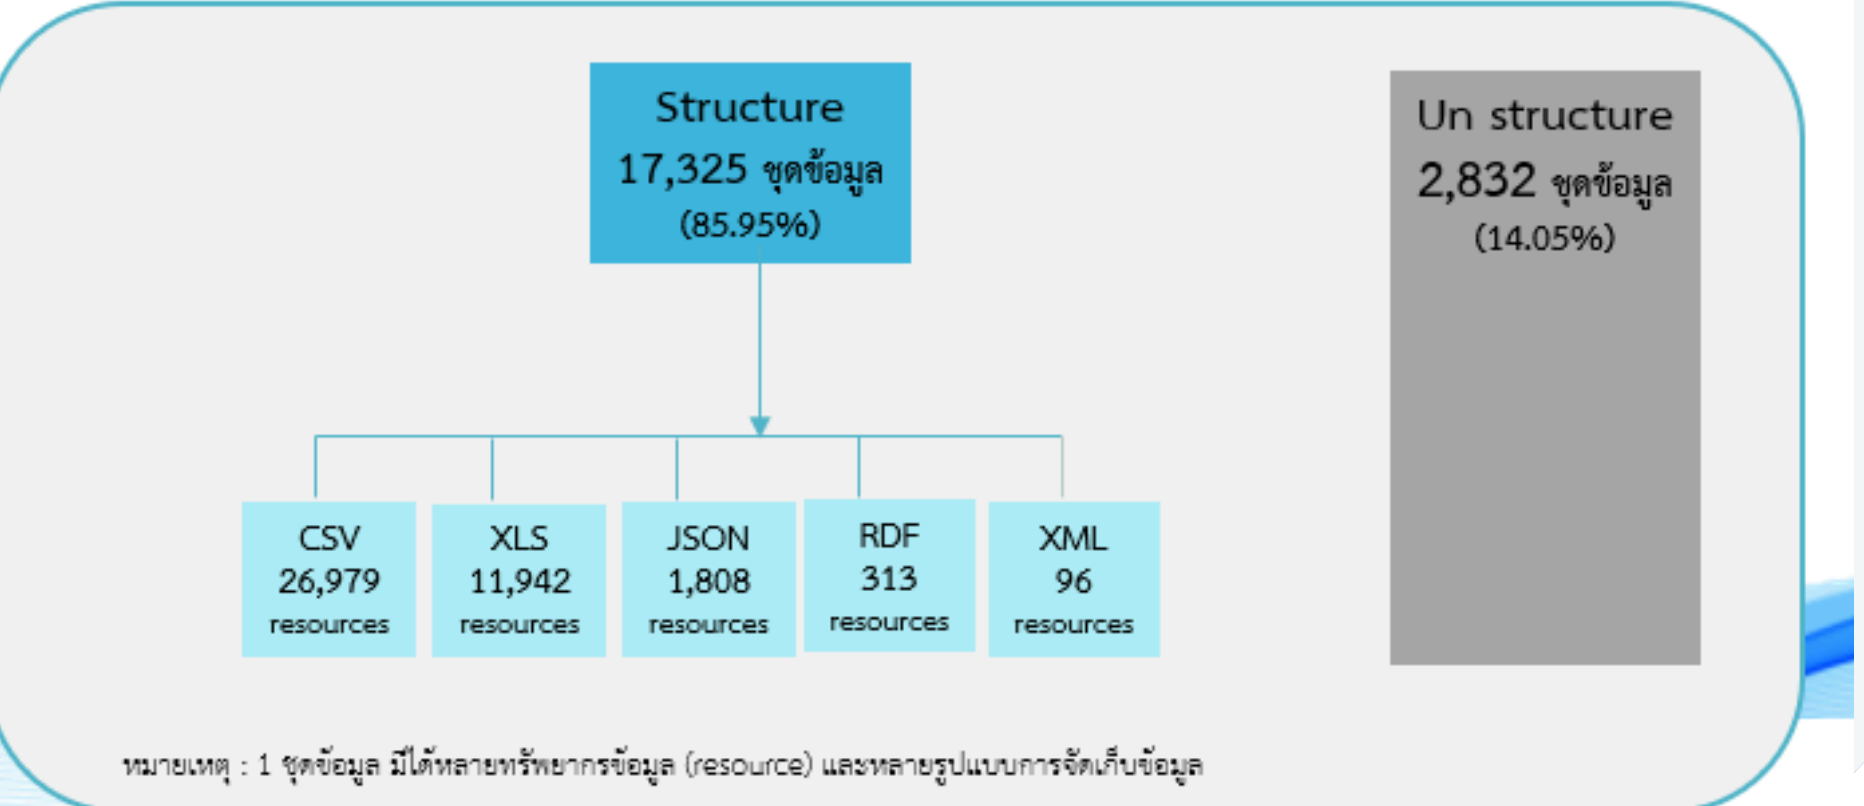 Structure
17,325 ชุดข้อมูล
(85.95%)
Un structure
2,832 ชุดข้อมูล
(14.05%)
CSV
26,979
resources
XLS
11,942
resources
JSON
1,808
resources
RDF
313
resources
XML
96
resources
หมายเหตุ : 1 ชุดข้อมูล มีได้หลายทรัพยากรข้อมูล (resource) และหลายรูปแบบการจัดเก็บข้อมูล